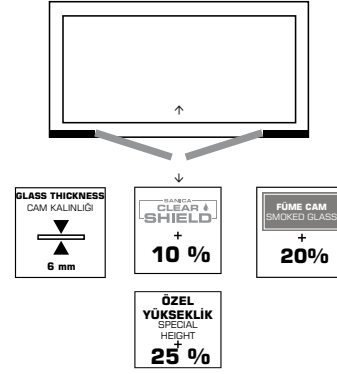 GLASS THICKNESS
CAM KALINLIĞI
6 mm
SANICA
CLEAR
SHIELD
+
10 %
FÜME CAM
SMOKED GLASS
+
20%
ÖZEL
YÜKSEKLİK
SPECIAL
HEIGHT
+
25 %